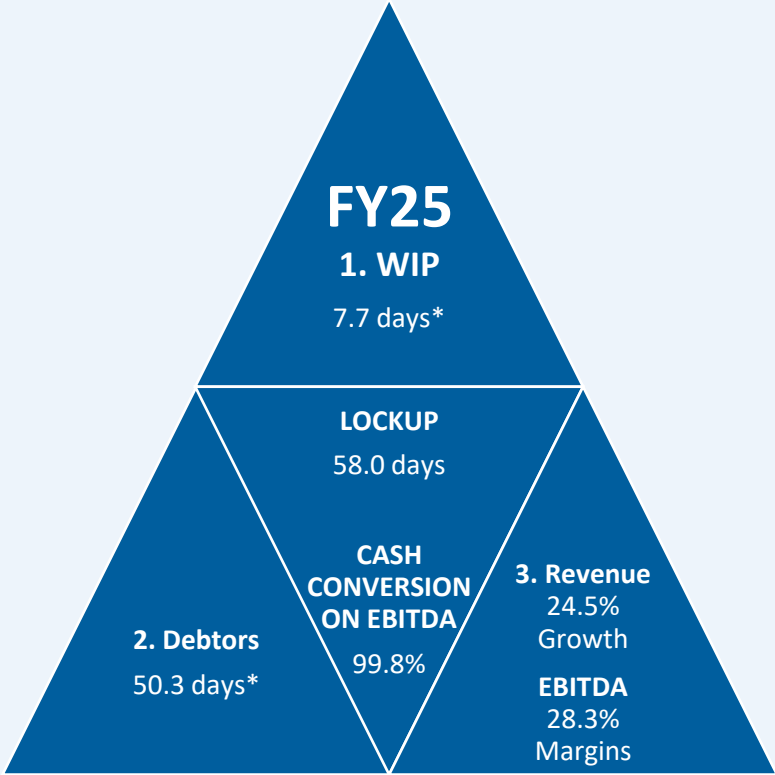 FY25
1. WIP
7.7 days*
LOCKUP
58.0 days
CASH
CONVERSION
ON EBITDA
99.8%
2. Debtors
50.3 days*
3. Revenue
24.5%
Growth
EBITDA
28.3%
Margins